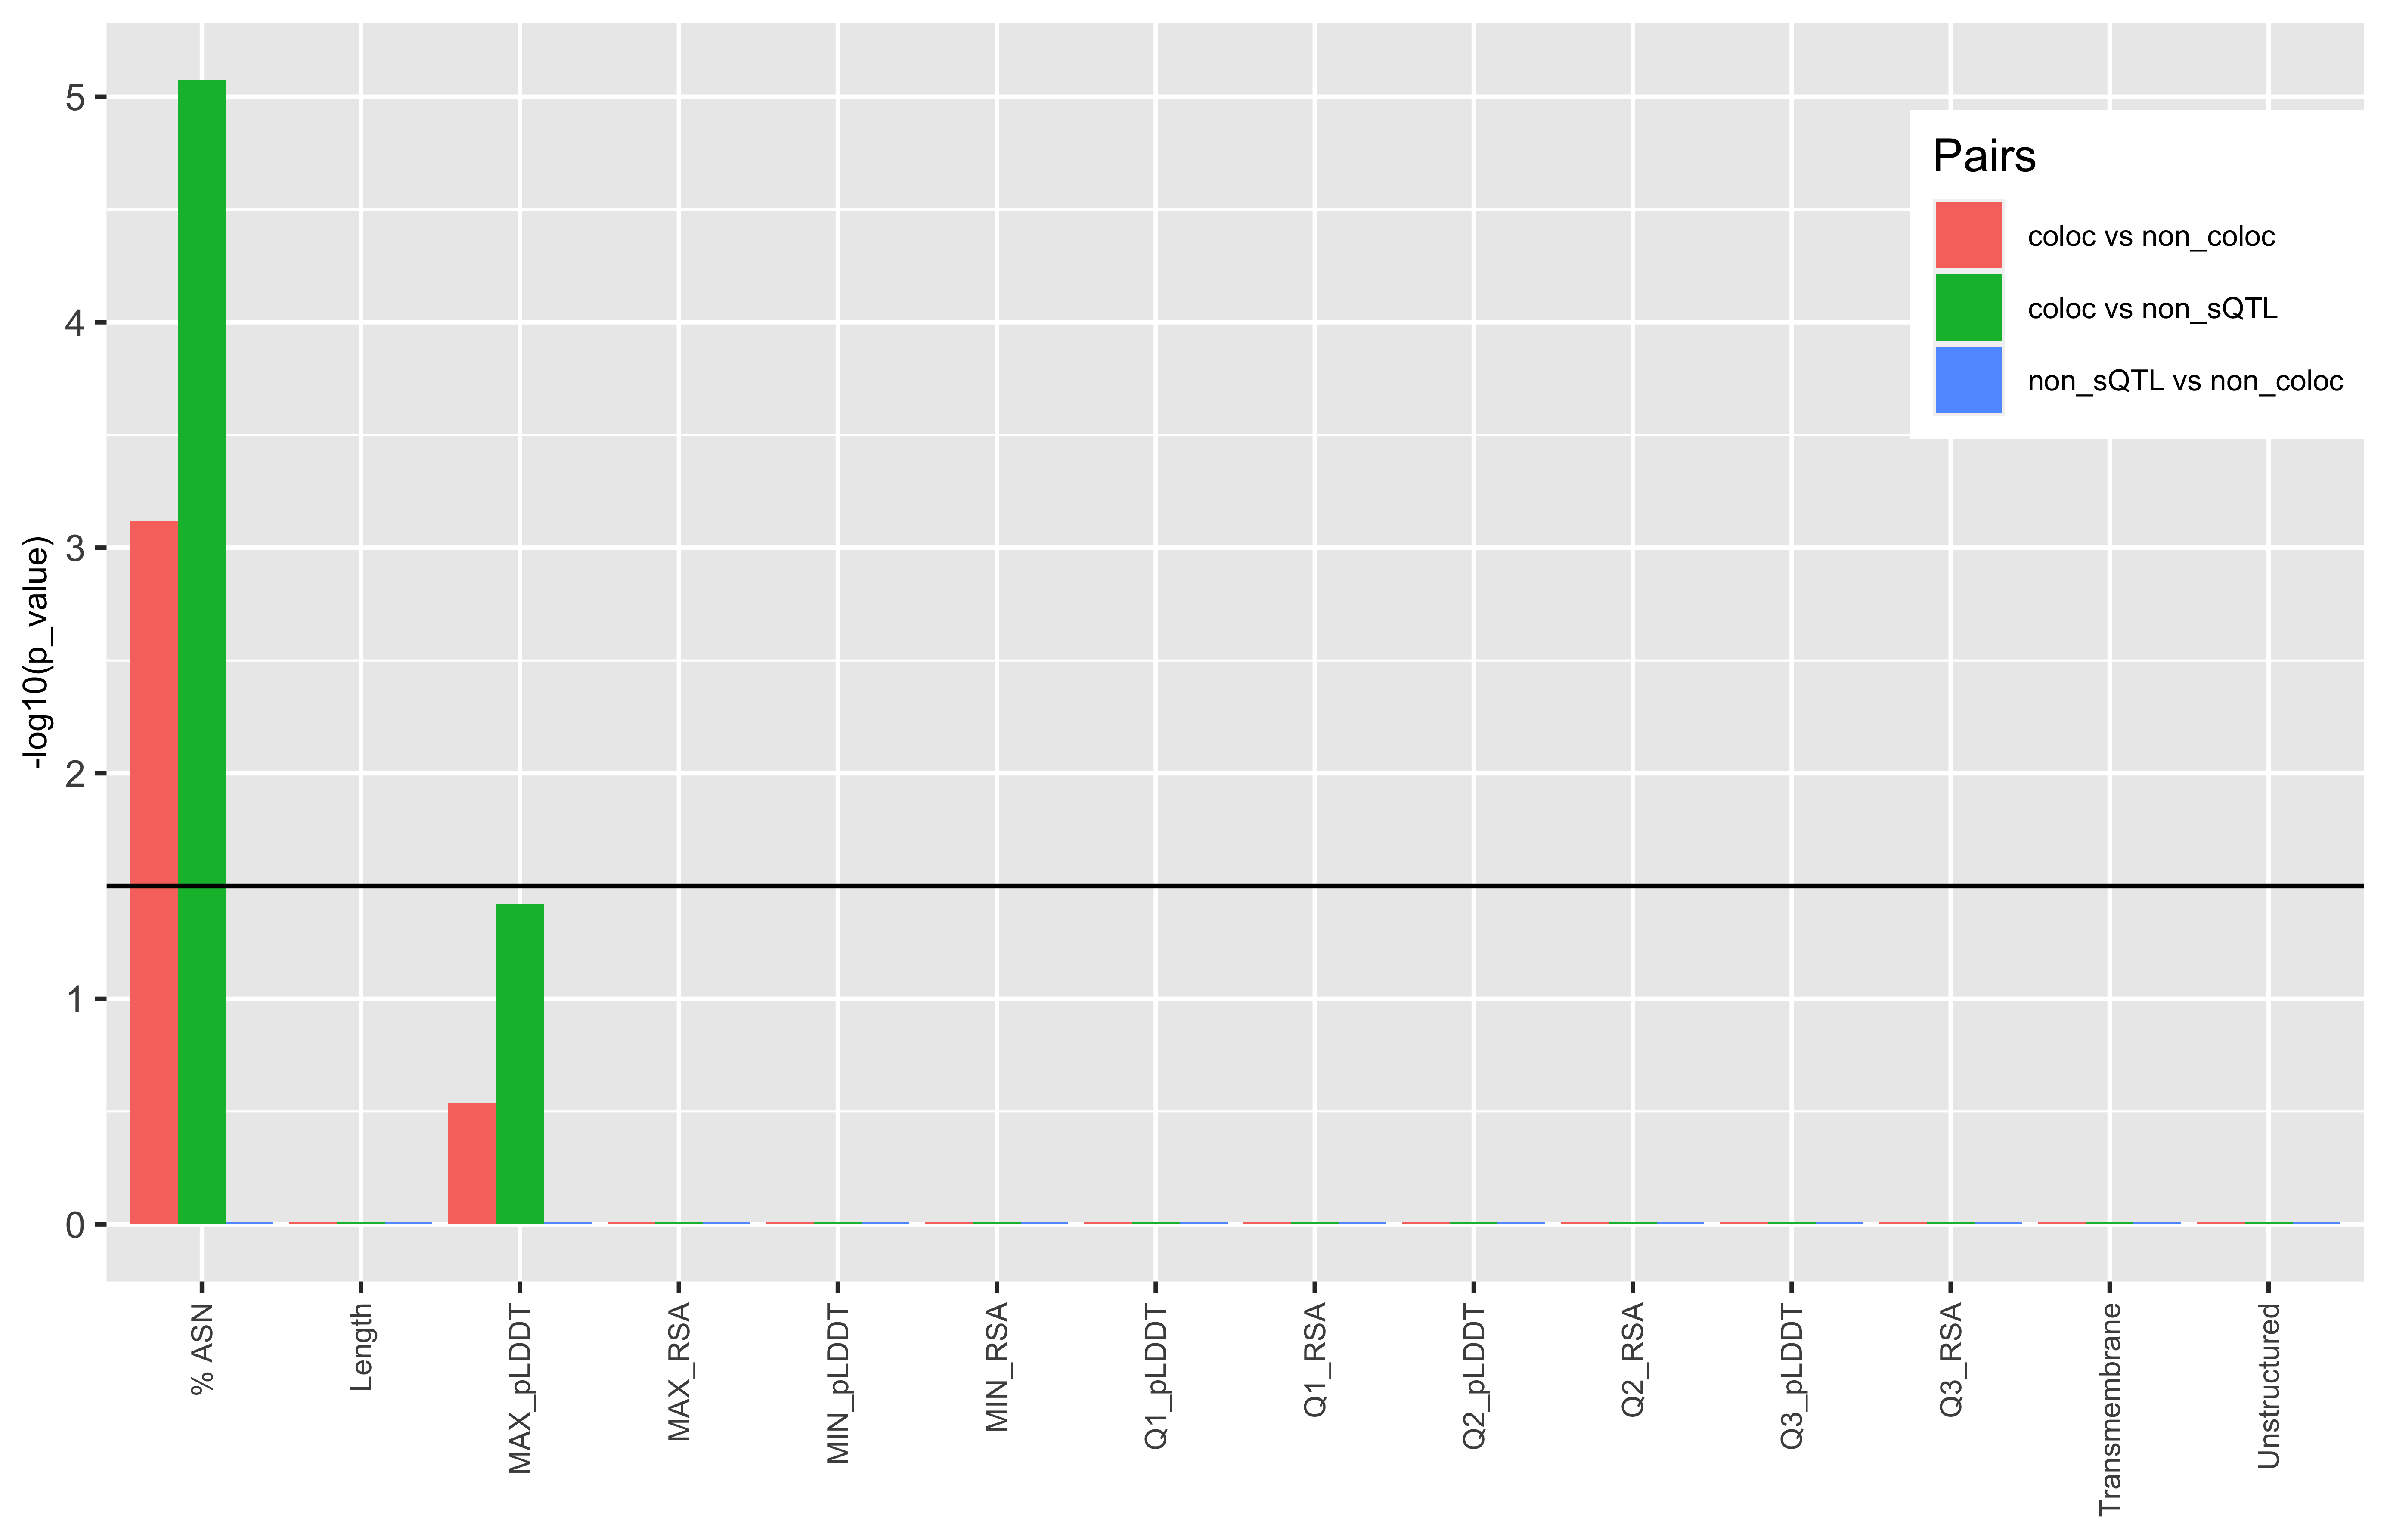 5
4
3
2
1
0
-log10(p_value)
Pairs
coloc vs non_coloc
coloc vs non_sQTL
non_sQTL vs non_coloc
% ASN
Length
MAX_pLDDT
MAX_RSA
MIN_pLDDT
MIN_RSA
Q1_pLDDT
Q1_RSA
Q2_pLDDT
Q2_RSA
Q3_pLDDT
Q3_RSA
Transmembrane
Unstructured